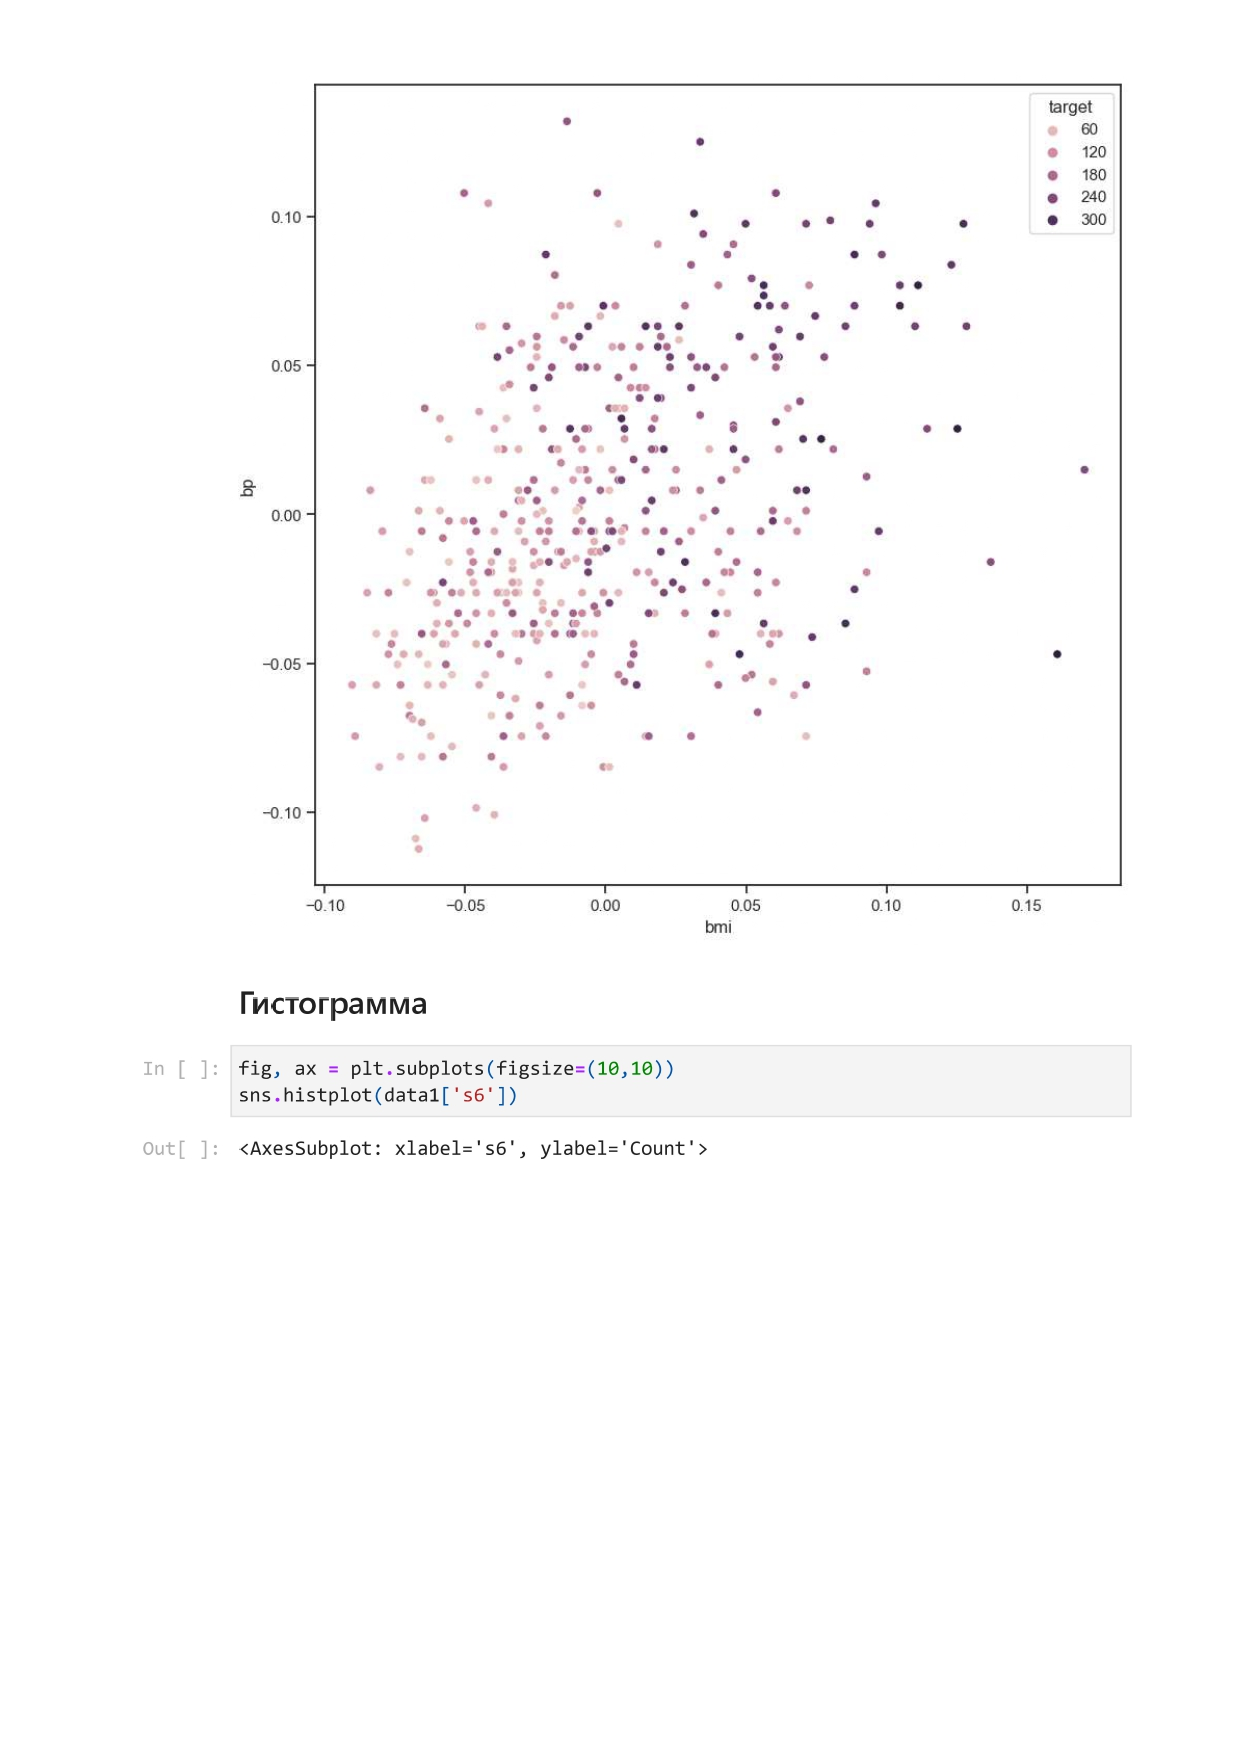 target
60
120
180
240
300
0.10
0.05
bp
0.00
−0.05
−0.10
−0.10 −0.05 0.00 0.05 0.10 0.15
bmi
Гистограмма
In [ ]: fig, ax = plt.subplots(figsize=(10,10))
sns.histplot(data1['s6'])
Out[ ]: <AxesSubplot: xlabel='s6', ylabel='Count'>